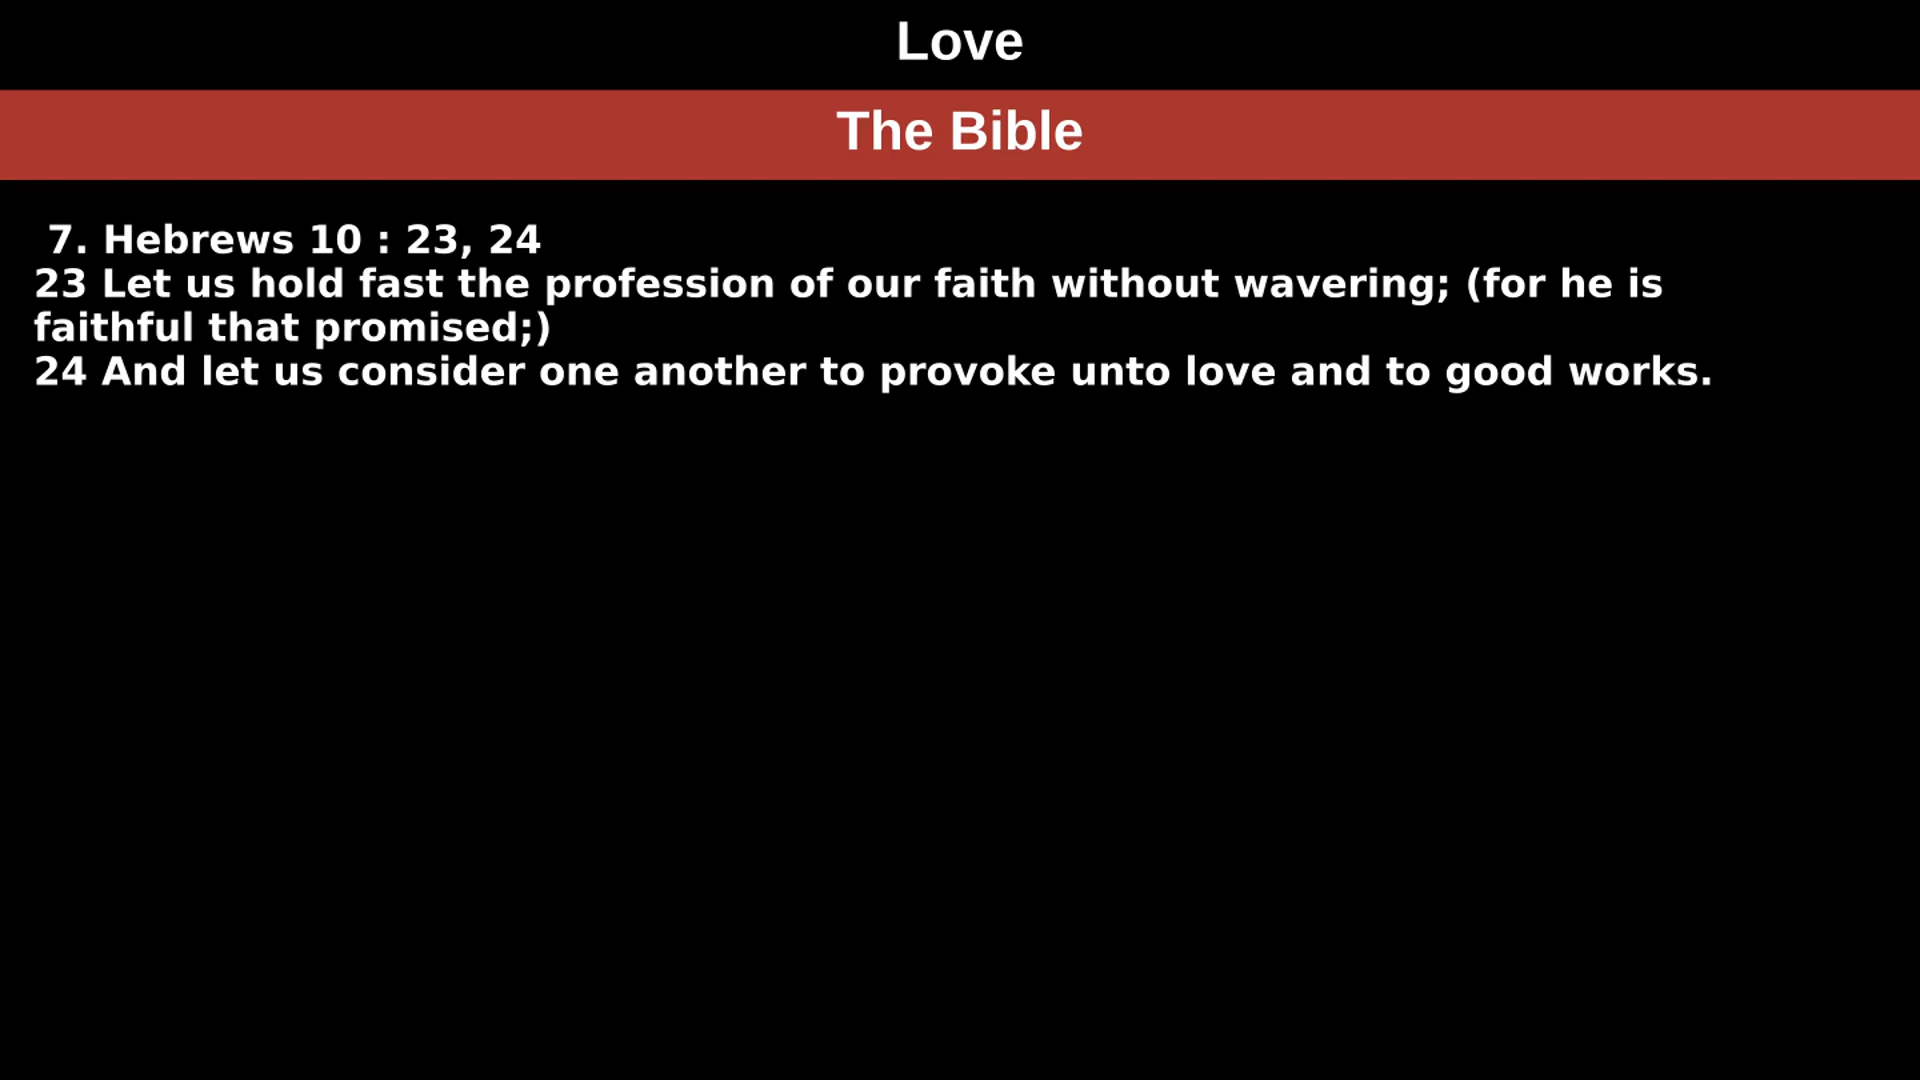 Love
The Bible
7. Hebrews 10 : 23, 24
23 Let us hold fast the profession of our faith without wavering; (for he is
faithful that promised;)
24 And let us consider one another to provoke unto love and to good works.